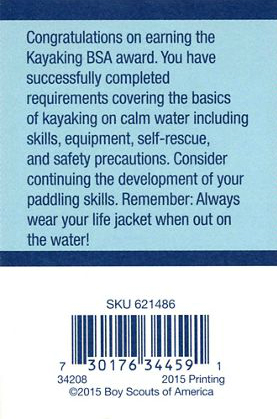 Congratulations on earning the
Kayaking BSA award. You have
successfully completed
requirements covering the basics
of kayaking on calm water including
skills, equipment, self-rescue,
and safety precautions. Consider
continuing the development of your
paddling skills. Remember: Always
wear your life jacket when out on
the water!
SKU 621486
7 30176 34459 1
34208 2015 Printing
©2015 Boy Scouts of America